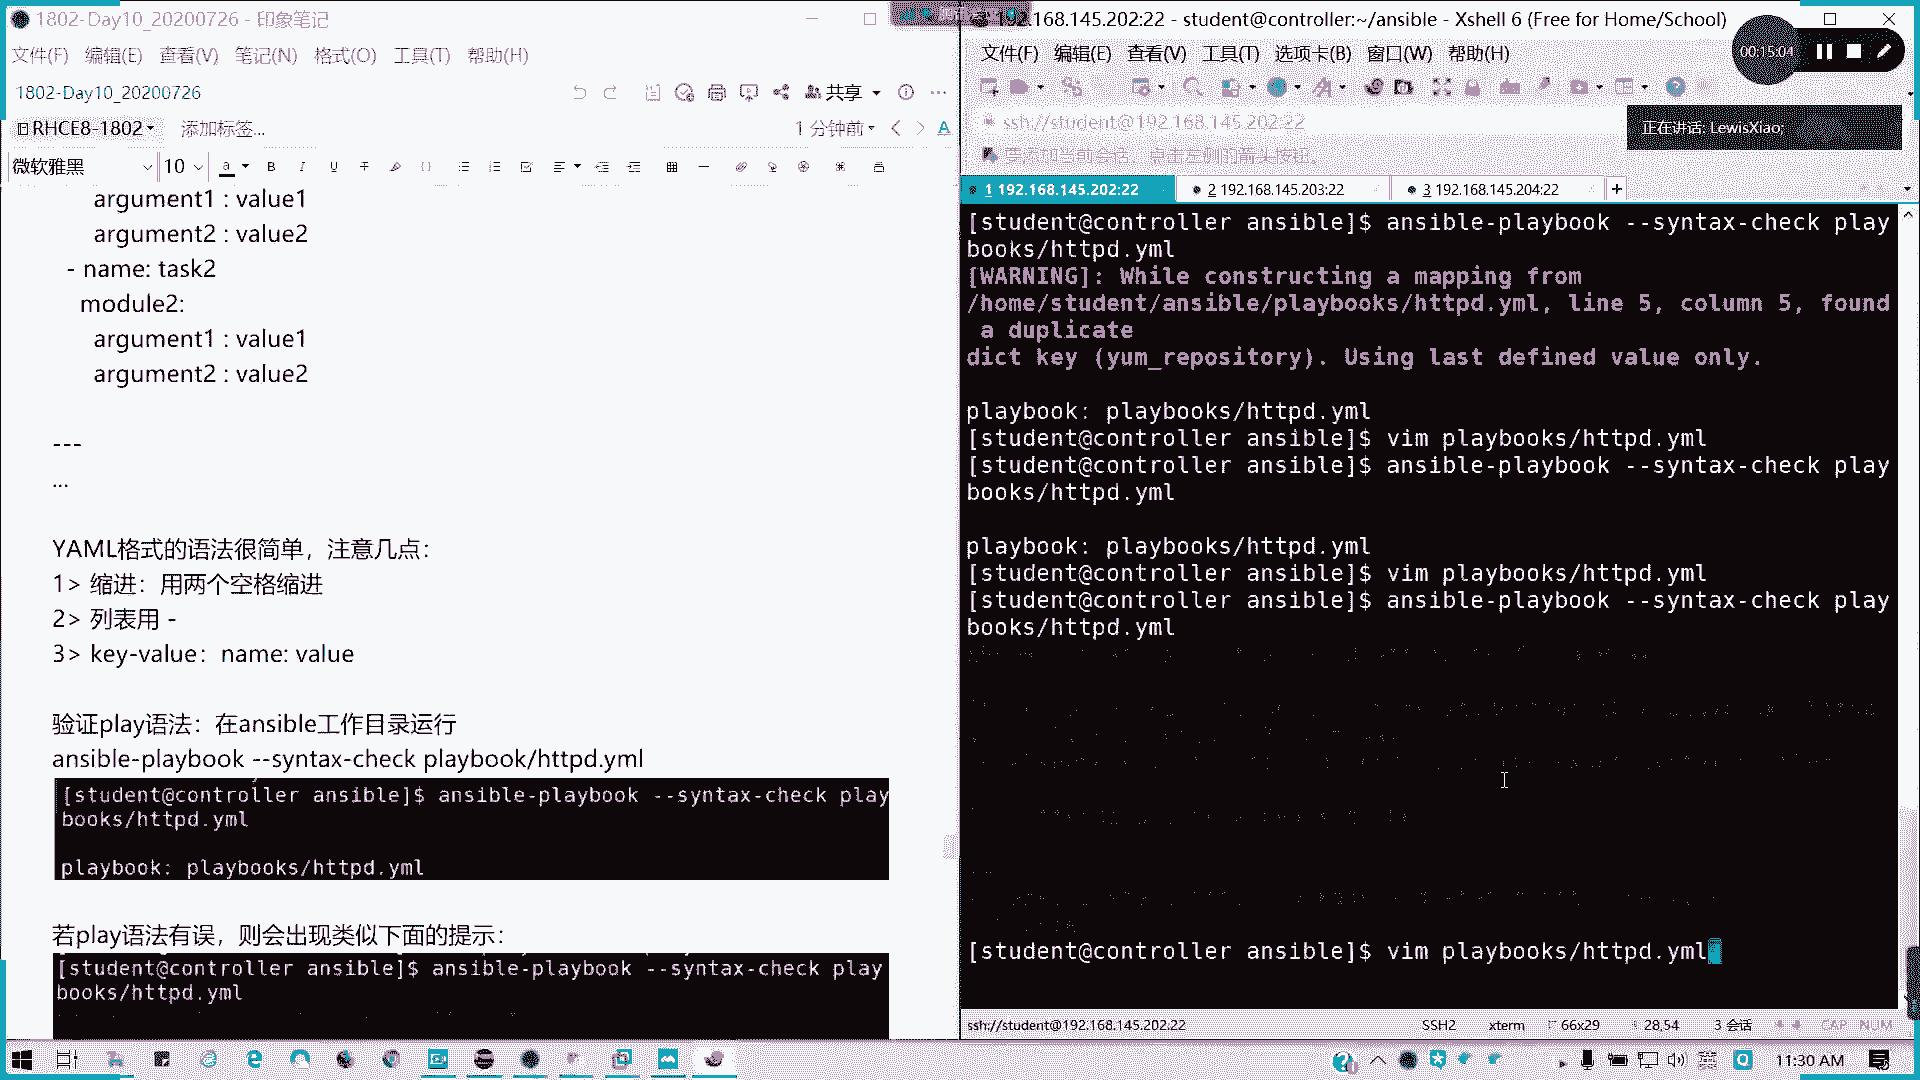 1802-Day10_20200726 - 印象笔记
文件(F) 编辑(E) 查看(V) 笔记(N) 格式(O) 工具(T) 帮助(H)
1802-Day10_20200726
共享
RHCE8-1802
添加标签...
1 分钟前
微软雅黑
10
argument1 : value1
argument2 : value2
- name: task2
module2:
argument1 : value1
argument2 : value2
---
...
YAML格式的语法很简单，注意几点：
1> 缩进：用两个空格缩进
2> 列表用 -
3> key-value：name: value
验证play语法：在ansible工作目录运行
ansible-playbook --syntax-check playbook/httpd.yml
[student@controller ansible]$ ansible-playbook --syntax-check play
books/httpd.yml
playbook: playbooks/httpd.yml
若play语法有误，则会出现类似下面的提示：
[student@controller ansible]$ ansible-playbook --syntax-check play
books/httpd.yml
192.168.145.202:22 - student@controller:~/ansible - Xshell 6 (Free for Home/School)
文件(F) 编辑(E) 查看(V) 工具(T) 选项卡(B) 窗口(W) 帮助(H)
00:15:04
ssh://student@192.168.145.202:22
正在讲话: LewisXiao;
要添加当前会话，点击左侧的箭头按钮。
1 192.168.145.202:22
2 192.168.145.203:22
3 192.168.145.204:22
[student@controller ansible]$ ansible-playbook --syntax-check play
books/httpd.yml
[WARNING]: While constructing a mapping from
/home/student/ansible/playbooks/httpd.yml, line 5, column 5, found
a duplicate
dict key (yum_repository). Using last defined value only.
playbook: playbooks/httpd.yml
[student@controller ansible]$ vim playbooks/httpd.yml
[student@controller ansible]$ ansible-playbook --syntax-check play
books/httpd.yml
playbook: playbooks/httpd.yml
[student@controller ansible]$ vim playbooks/httpd.yml
[student@controller ansible]$ ansible-playbook --syntax-check play
books/httpd.yml
[student@controller ansible]$ vim playbooks/httpd.yml
ssh://student@192.168.145.202:22
SSH2
xterm
66x29
28,54
3 会话
CAP NUM
英
11:30 AM